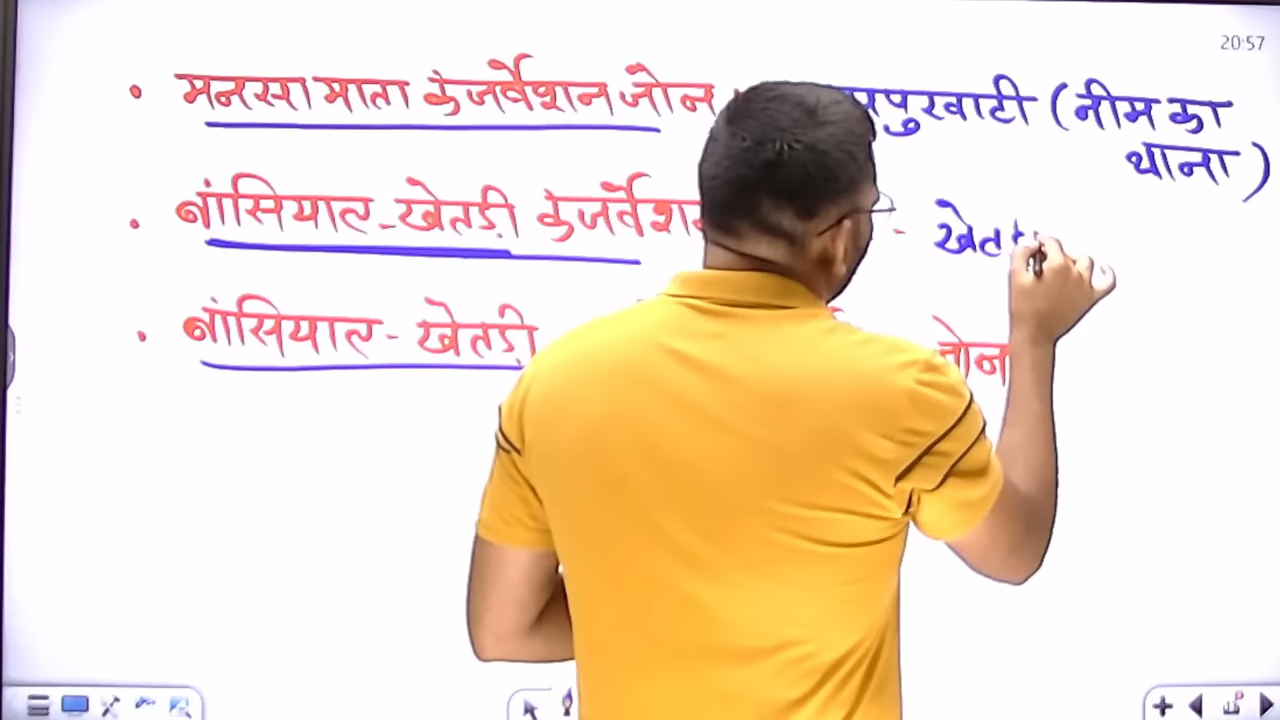 20:57
• मनसा माता कंजर्वेशन जोन पुरवाटी ( नीम का
थाना )
• बांसियाल - खेतड़ी कंजर्वेशन - खेत
• बांसियाल - खेतड़ी जोन